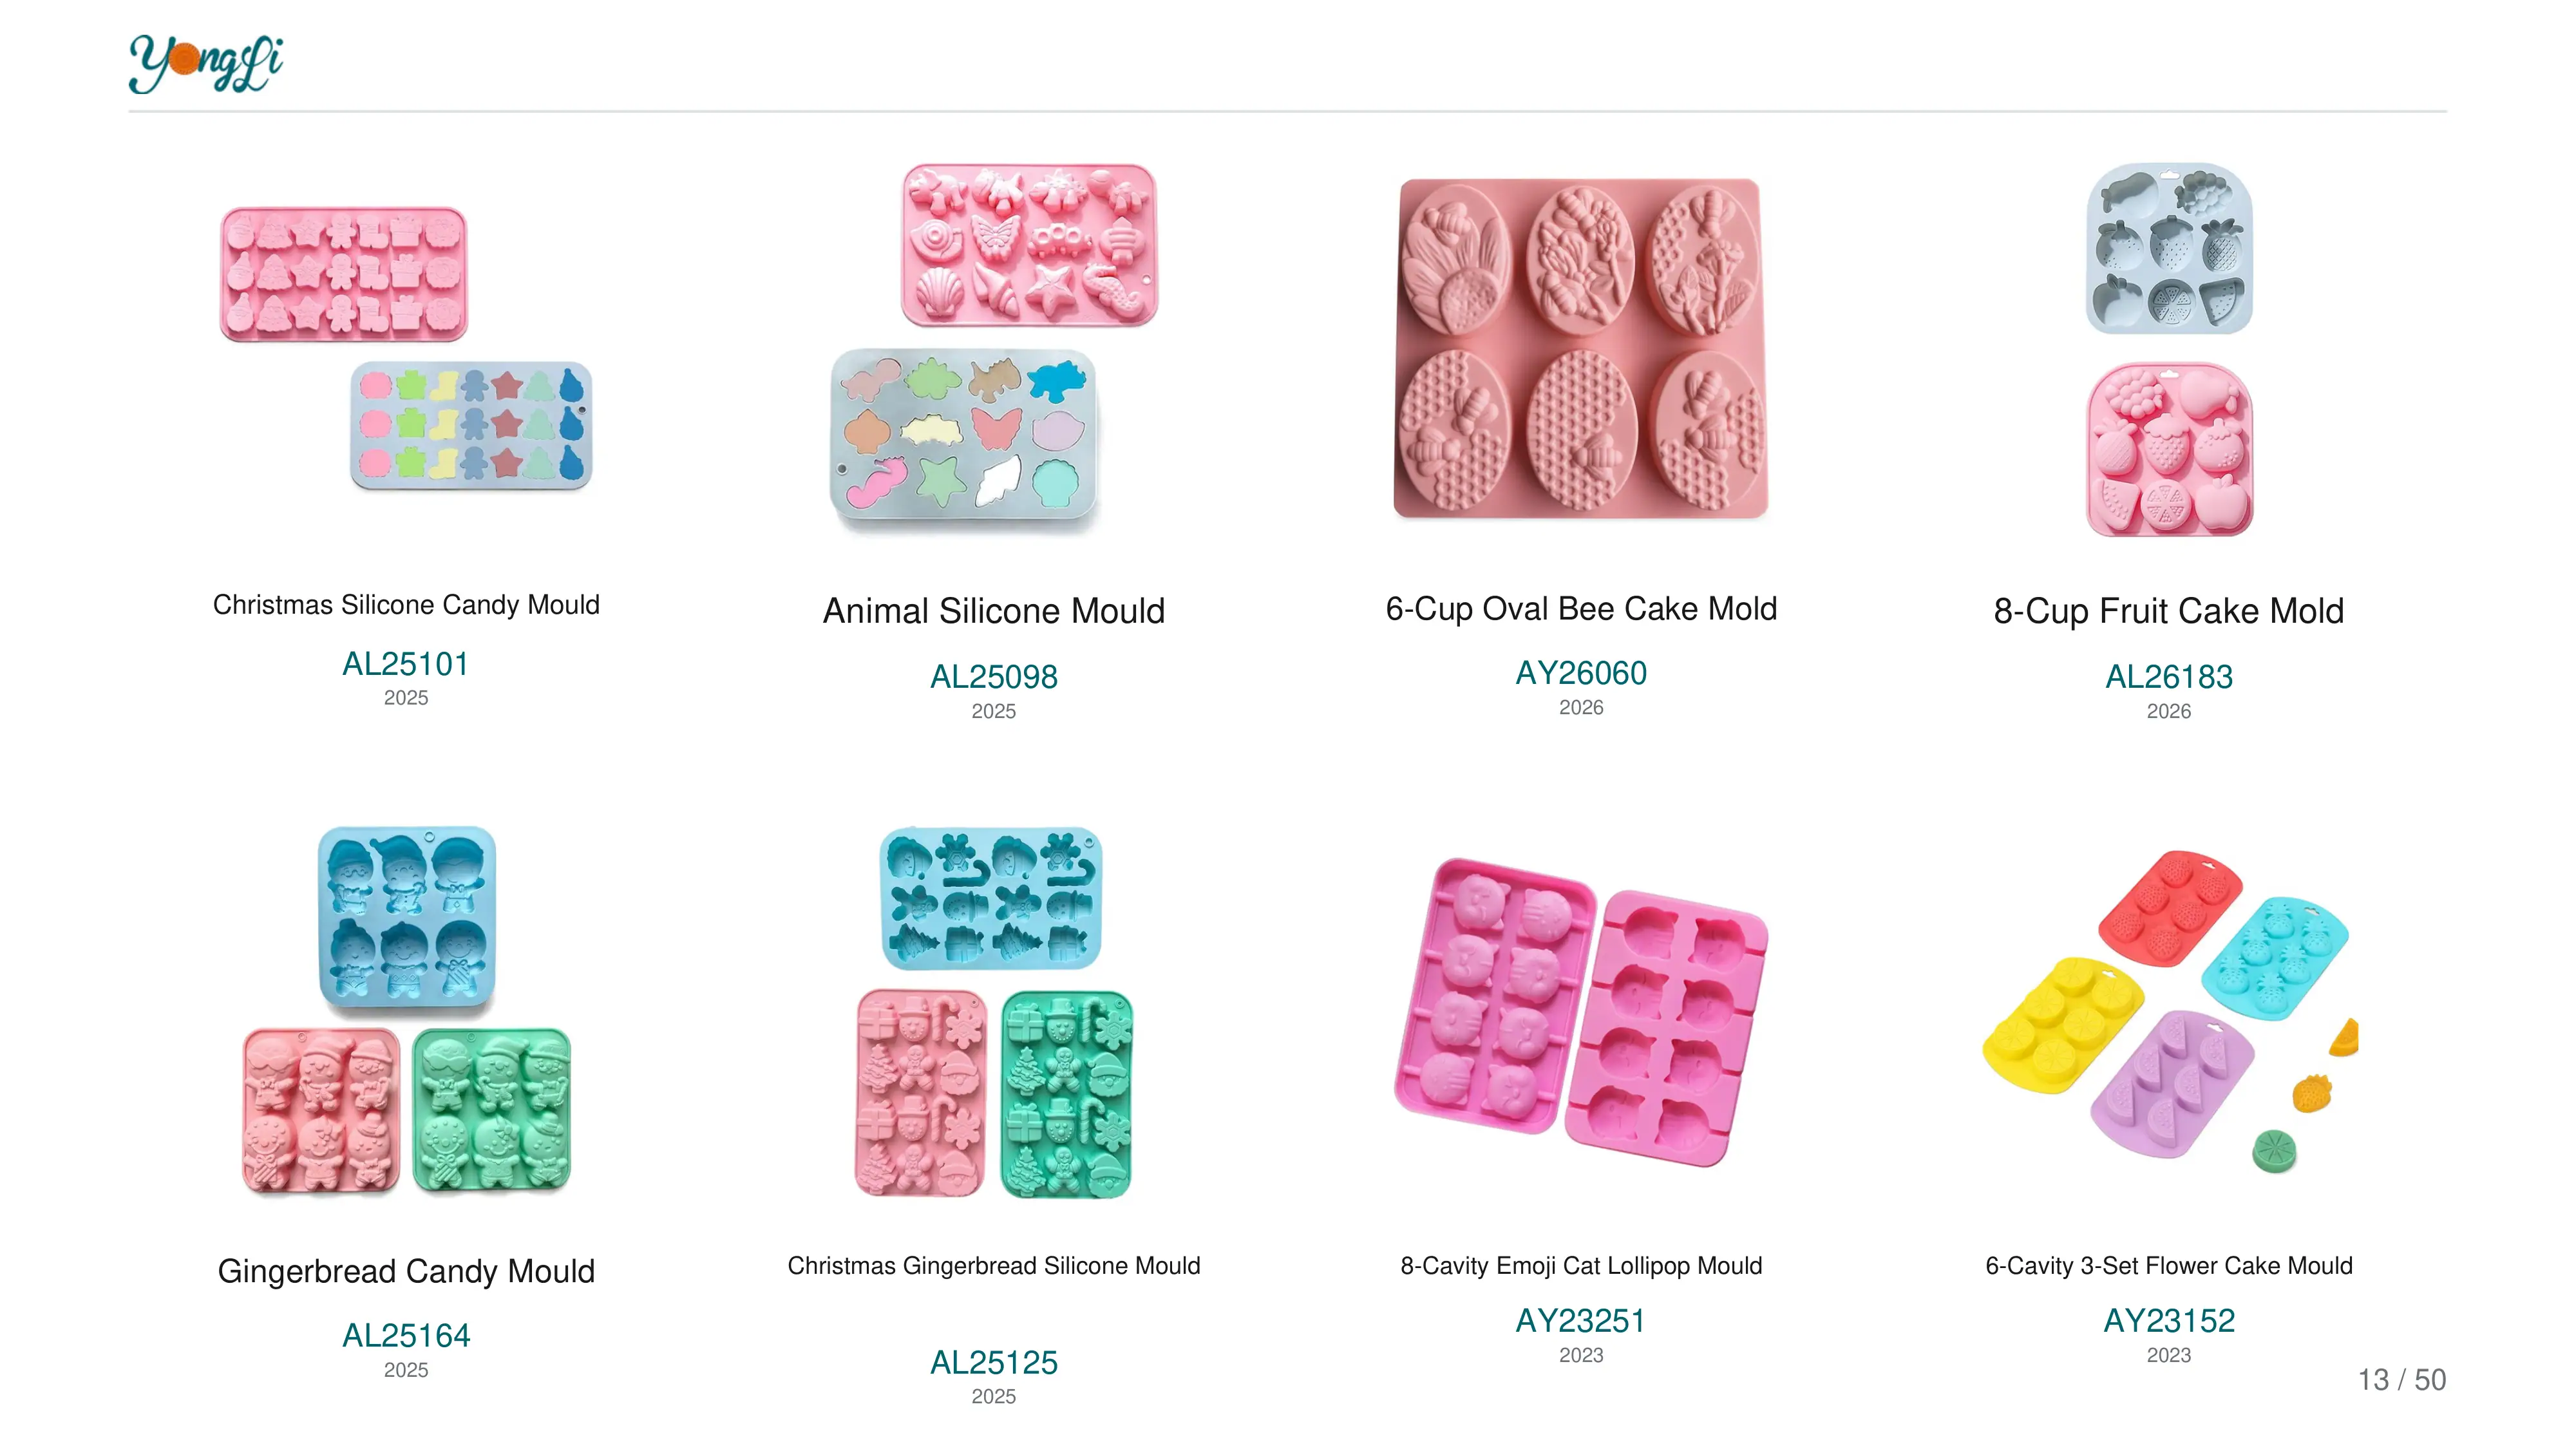 YongLi
Christmas Silicone Candy Mould
AL25101
2025
Animal Silicone Mould
AL25098
2025
6-Cup Oval Bee Cake Mold
AY26060
2026
8-Cup Fruit Cake Mold
AL26183
2026
Gingerbread Candy Mould
AL25164
2025
Christmas Gingerbread Silicone Mould
AL25125
2025
8-Cavity Emoji Cat Lollipop Mould
AY23251
2023
6-Cavity 3-Set Flower Cake Mould
AY23152
2023
13 / 50